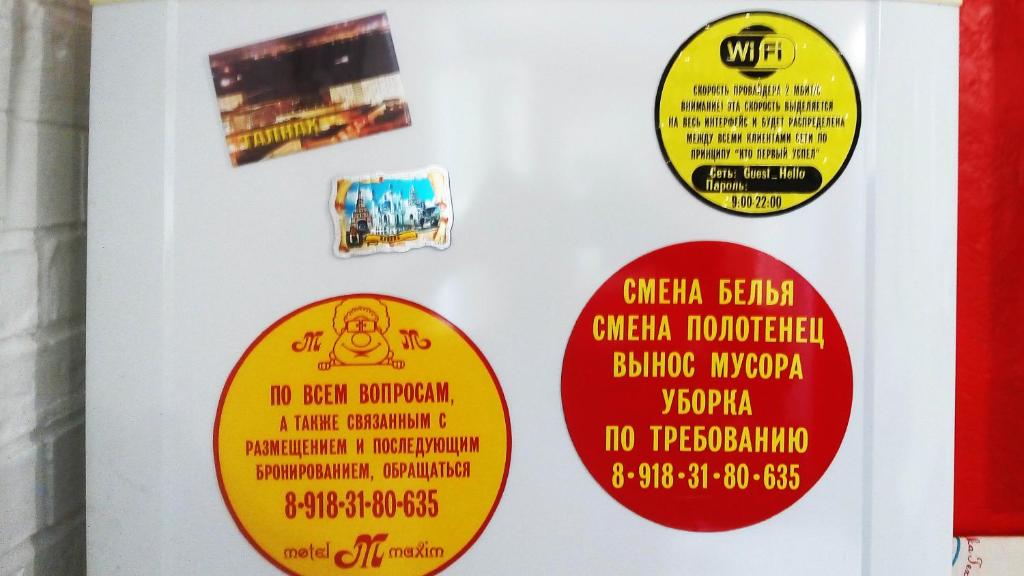 ТАЛНАХ
WiFi
СКОРОСТЬ ПРОВАЙДЕРА 2 МБИТ/С
ВНИМАНИЕ! ЭТА СКОРОСТЬ ВЫДЕЛЯЕТСЯ
НА ВЕСЬ ИНТЕРФЕЙС И БУДЕТ РАСПРЕДЕЛЕНА
МЕЖДУ ВСЕМИ КЛИЕНТАМИ СЕТИ ПО
ПРИНЦИПУ "КТО ПЕРВЫЙ УСПЕЛ"
Сеть: Guest_Hello
Пароль:
9:00-22:00
М М
ПО ВСЕМ ВОПРОСАМ,
А ТАКЖЕ СВЯЗАННЫМ С
РАЗМЕЩЕНИЕМ И ПОСЛЕДУЮЩИМ
БРОНИРОВАНИЕМ, ОБРАЩАТЬСЯ
8-918-31-80-635
motel M maxim
СМЕНА БЕЛЬЯ
СМЕНА ПОЛОТЕНЕЦ
ВЫНОС МУСОРА
УБОРКА
ПО ТРЕБОВАНИЮ
8-918-31-80-635